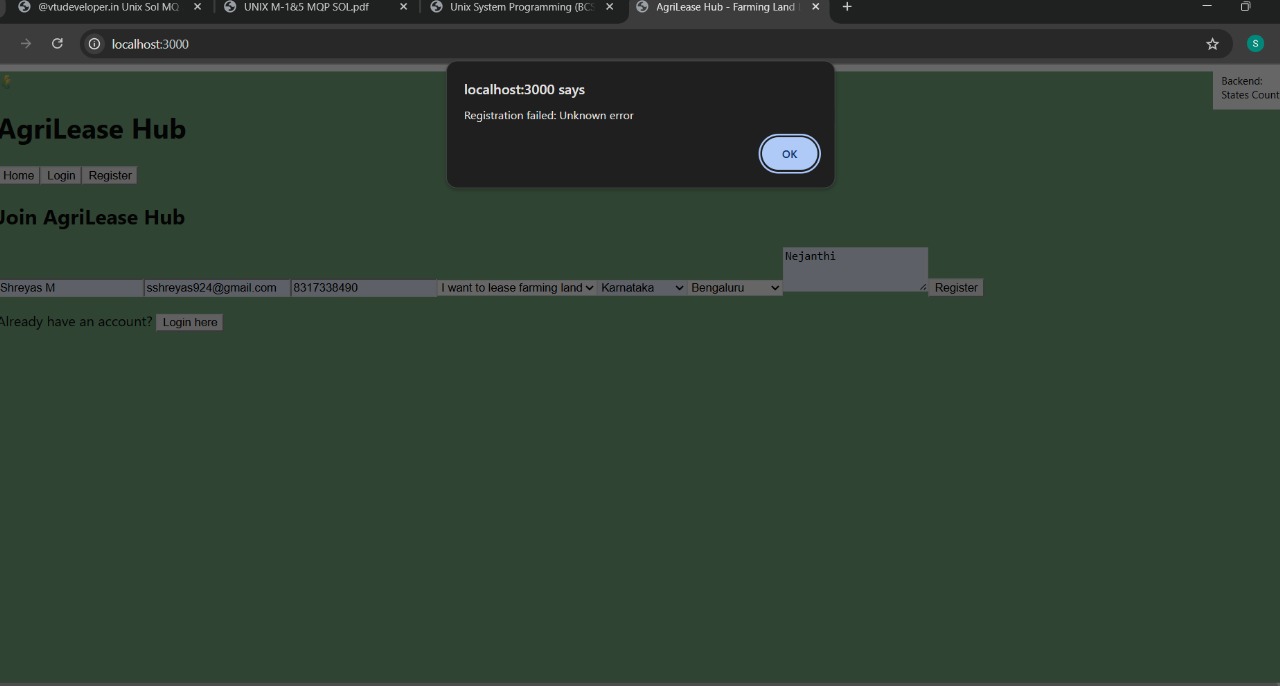 @vtudeveloper.in Unix Sol MQ
UNIX M-1&5 MQP SOL.pdf
Unix System Programming (BCS
AgriLease Hub - Farming Land
localhost:3000
S
localhost:3000 says
Registration failed: Unknown error
OK
Backend:
States Count
AgriLease Hub
Home Login Register
Join AgriLease Hub
Shreyas M sshreyas924@gmail.com 8317338490 I want to lease farming land Karnataka Bengaluru Nejanthi Register
Already have an account? Login here